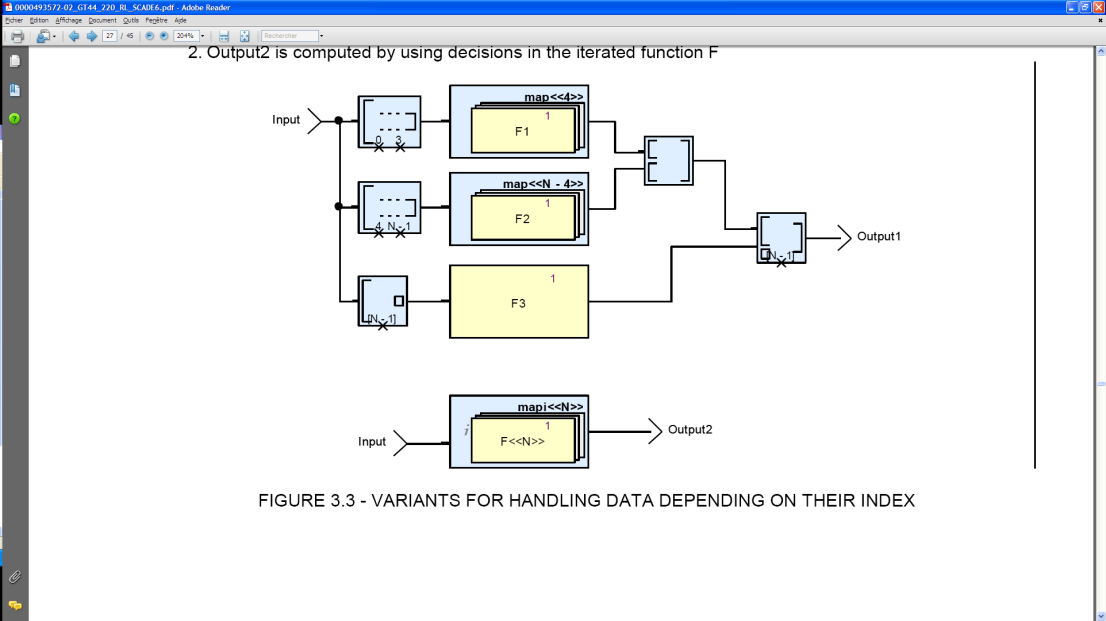 0000493572-02_GT44_220_RL_SCADE6.pdf - Adobe Reader
Fichier Edition Affichage Document Outils Fenêtre Aide
27 / 45 204% Rechercher
2. Output2 is computed by using decisions in the iterated function F
map<<4>>
Input
1
F1
0 3
map<<N - 4>>
1
F2
4 N - 1
Output1
[N - 1]
1
F3
[N - 1]
mapi<<N>>
1
i
Output2
Input
F<<N>>
FIGURE 3.3 - VARIANTS FOR HANDLING DATA DEPENDING ON THEIR INDEX